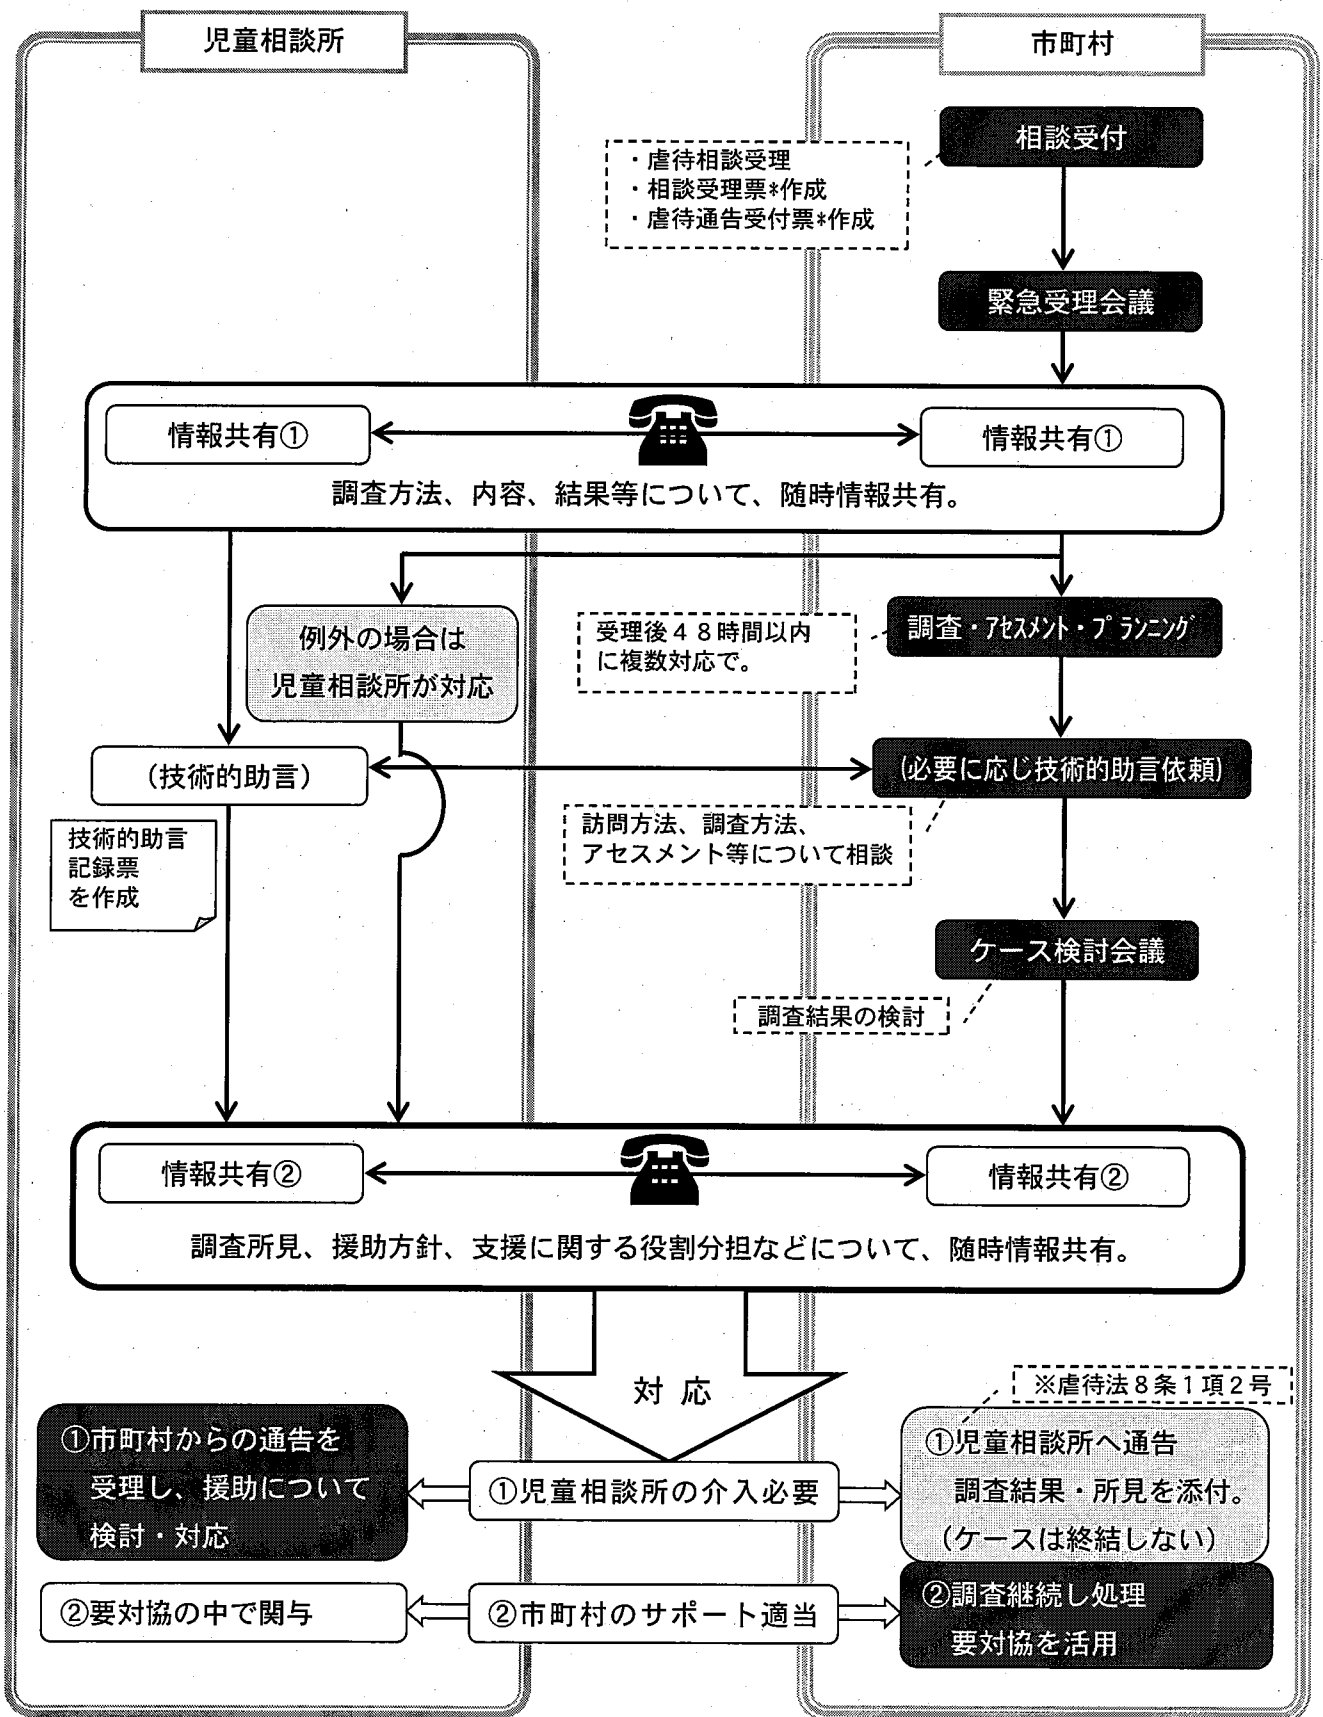 児童相談所
市町村
相談受付
・虐待相談受理
・相談受理票*作成
・虐待通告受付票*作成
緊急受理会議
情報共有①
情報共有①
調査方法、内容、結果等について、随時情報共有。
例外の場合は
児童相談所が対応
受理後48時間以内
に複数対応で。
調査・アセスメント・プランニング
(技術的助言)
(必要に応じ技術的助言依頼)
技術的助言
記録票
を作成
訪問方法、調査方法、
アセスメント等について相談
ケース検討会議
調査結果の検討
情報共有②
情報共有②
調査所見、援助方針、支援に関する役割分担などについて、随時情報共有。
対応
※虐待法8条1項2号
①市町村からの通告を
受理し、援助について
検討・対応
①児童相談所の介入必要
①児童相談所へ通告
調査結果・所見を添付。
(ケースは終結しない)
②要対協の中で関与
②市町村のサポート適当
②調査継続し処理
要対協を活用